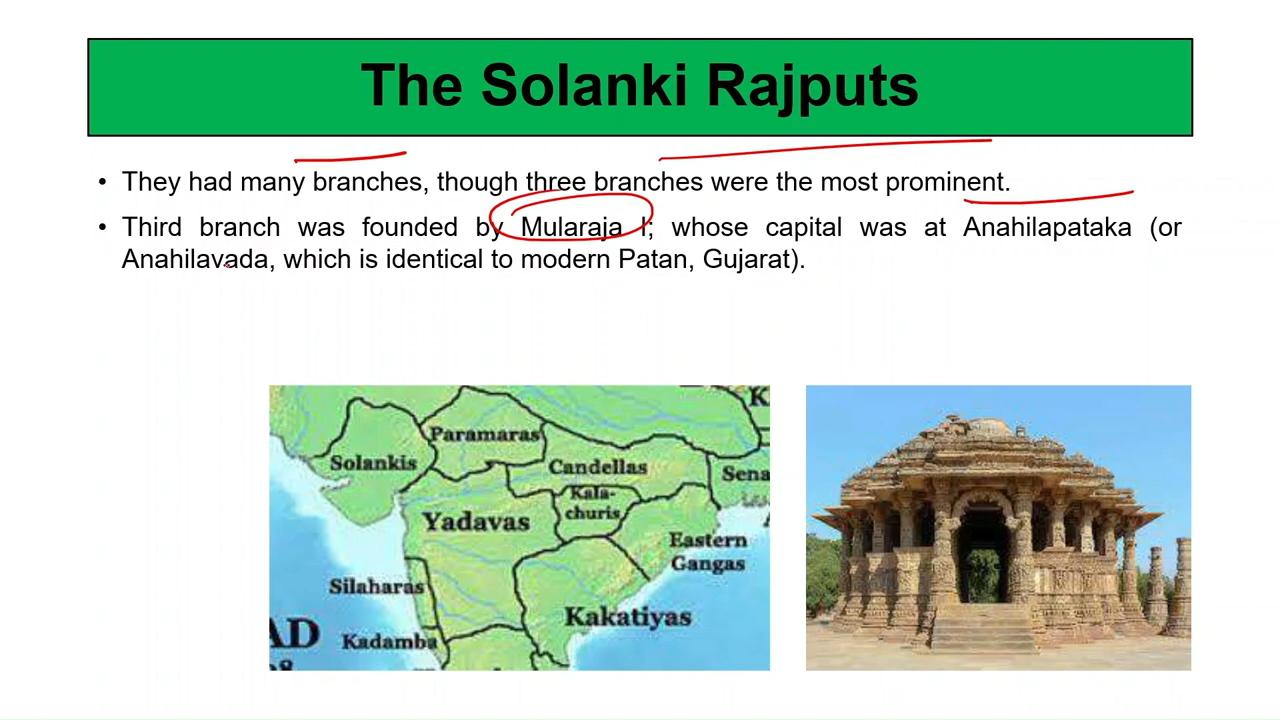 The Solanki Rajputs
• They had many branches, though three branches were the most prominent.
• Third branch was founded by Mularaja I; whose capital was at Anahilapataka (or
Anahilavada, which is identical to modern Patan, Gujarat).
K
Paramaras
Solankis
Candellas
Sena
Kala-
churis
Yadavas
Eastern
Gangas
Silaharas
Kakatiyas
AD
Kadamba